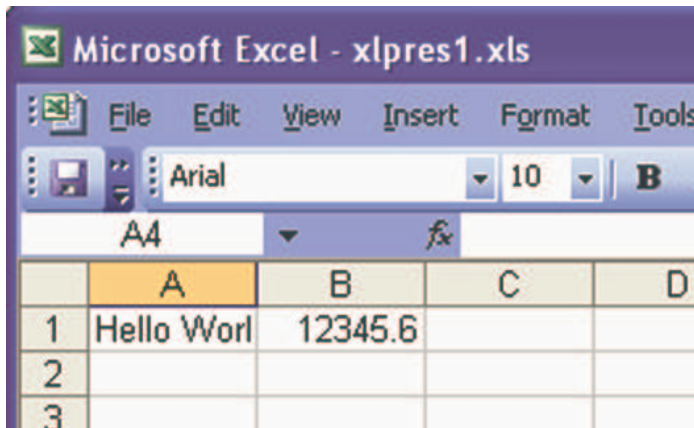 Microsoft Excel - xlpres1.xls
File Edit View Insert Format Tools
Arial 10 B
A4 fx
A B C D
1 Hello Worl 12345.6
2
3